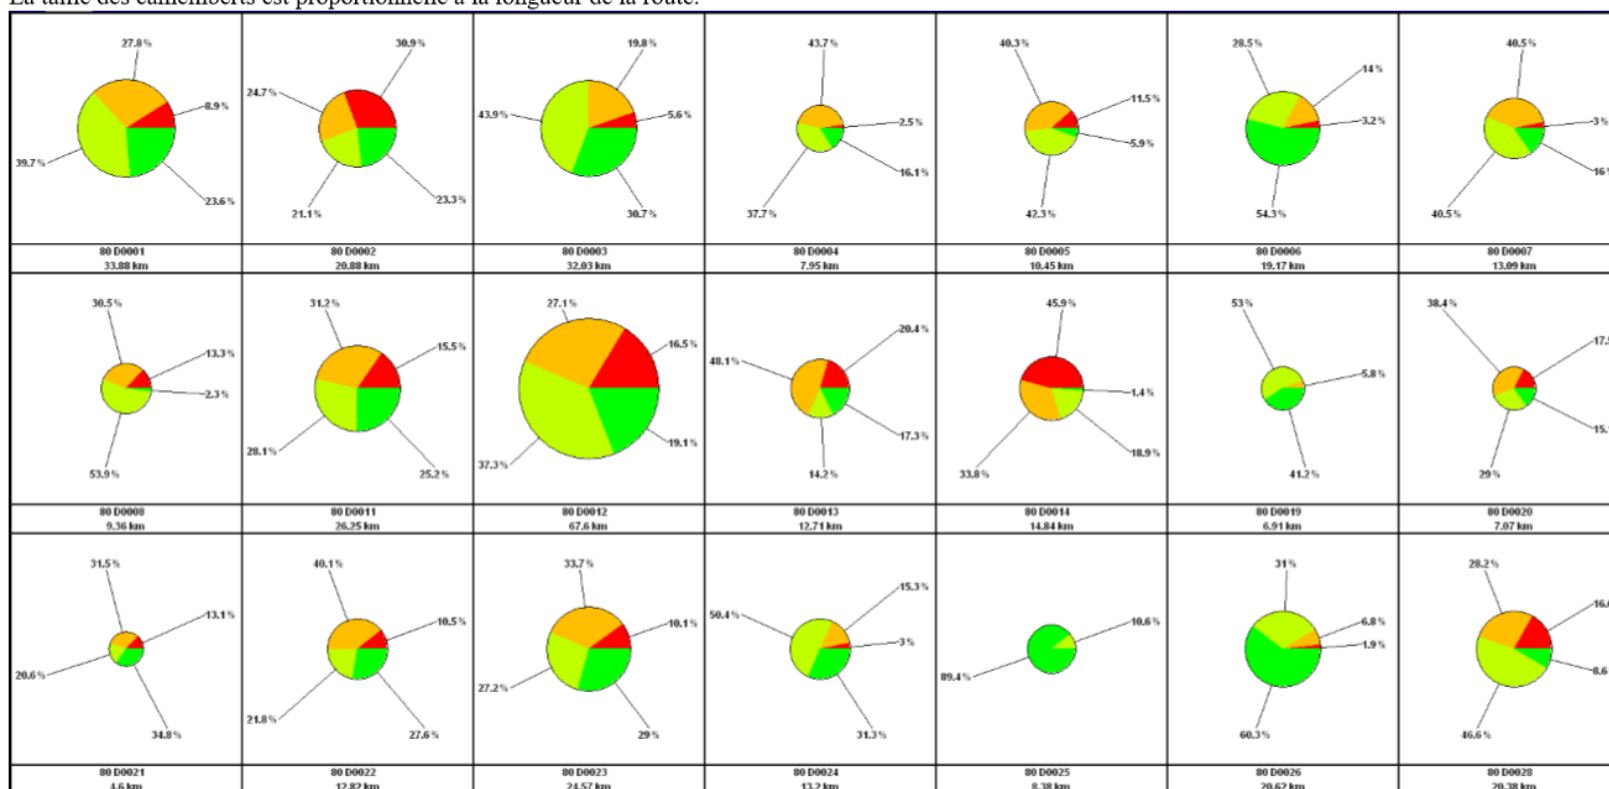 La taille des camemberts est proportionnelle à la longueur de la route.
27.8% 30.9% 19.8% 43.7% 40.3% 28.5% 40.5%
14%
24.7% 11.5%
8.9% 43.9% 5.6% 2.5% 3.2% 3%
5.9%
39.7% 16.1% 16%
23.6% 23.3%
21.1% 30.7% 37.7% 42.3% 54.3% 40.5%
80 D0001 80 D0002 80 D0003 80 D0004 80 D0005 80 D0006 80 D0007
33.88 km 20.88 km 32.03 km 7.95 km 10.45 km 19.17 km 13.09 km
30.5% 31.2% 27.1% 45.9% 53% 38.4%
20.4%
13.3% 15.5% 16.5% 48.1% 17.5
5.8%
2.3% 1.4%
19.1% 17.3% 15.
28.1% 37.3% 18.9%
53.9% 25.2% 14.2% 33.8% 41.2% 29%
80 D0008 80 D0011 80 D0012 80 D0013 80 D0014 80 D0019 80 D0020
9.36 km 26.25 km 67.6 km 12.71 km 14.84 km 6.91 km 7.07 km
31.5% 40.1% 33.7% 31% 28.2%
15.3%
13.1% 10.5% 10.1% 50.4% 10.6% 6.8% 16.6
3% 1.9%
20.6% 27.2% 89.4% 8.6
21.8%
34.8% 27.6% 29% 31.3% 60.3% 46.6%
80 D0021 80 D0022 80 D0023 80 D0024 80 D0025 80 D0026 80 D0028
4.6 km 12.82 km 24.57 km 13.2 km 8.38 km 20.62 km 20.38 km